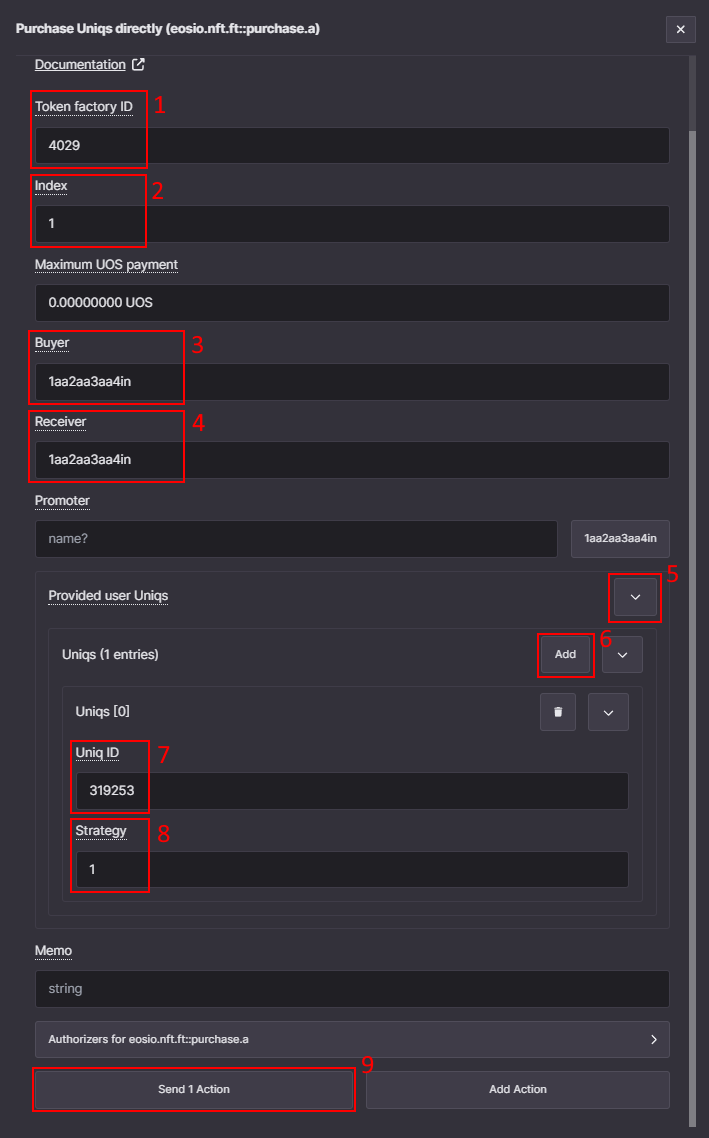 Purchase Uniqs directly (eosio.nft.ft::purchase.a)
Documentation
Token factory ID 1
4029
Index 2
1
Maximum UOS payment
0.00000000 UOS
Buyer 3
1aa2aa3aa4in
Receiver 4
1aa2aa3aa4in
Promoter
name? 1aa2aa3aa4in
Provided user Uniqs 5
Uniqs (1 entries) Add 6
Uniqs [0]
Uniq ID 7
319253
Strategy 8
1
Memo
string
Authorizers for eosio.nft.ft::purchase.a
Send 1 Action 9 Add Action